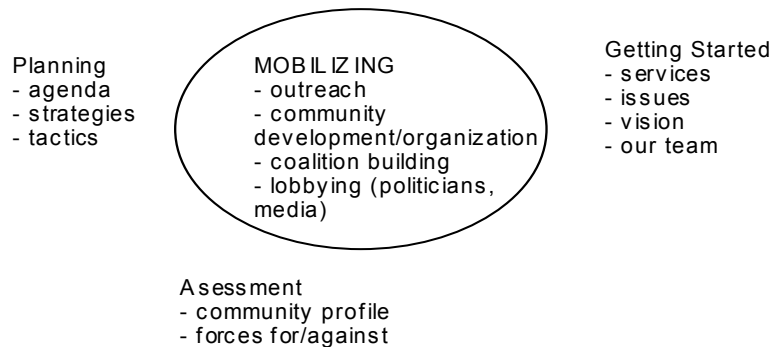 Planning
- agenda
- strategies
- tactics
MOBILIZING
- outreach
- community
development/organization
- coalition building
- lobbying (politicians,
media)
Getting Started
- services
- issues
- vision
- our team
Asessment
- community profile
- forces for/against